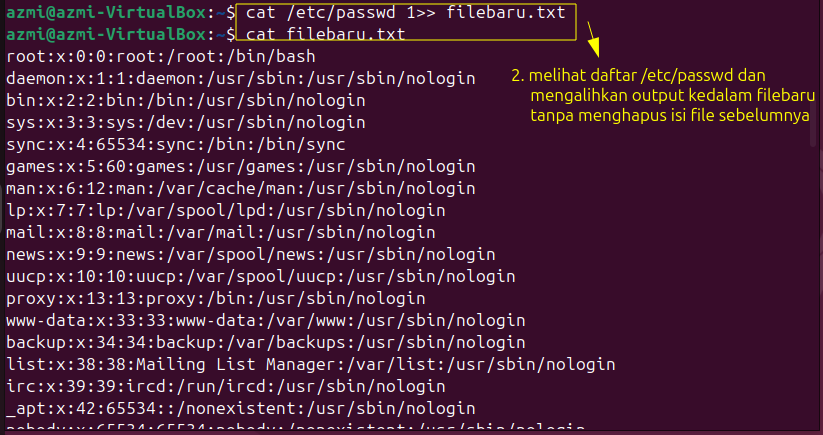 azmi@azmi-VirtualBox:~$ cat /etc/passwd 1>> filebaru.txt
azmi@azmi-VirtualBox:~$ cat filebaru.txt
root:x:0:0:root:/root:/bin/bash
daemon:x:1:1:daemon:/usr/sbin:/usr/sbin/nologin
bin:x:2:2:bin:/bin:/usr/sbin/nologin
sys:x:3:3:sys:/dev:/usr/sbin/nologin
sync:x:4:65534:sync:/bin:/bin/sync
games:x:5:60:games:/usr/games:/usr/sbin/nologin
man:x:6:12:man:/var/cache/man:/usr/sbin/nologin
lp:x:7:7:lp:/var/spool/lpd:/usr/sbin/nologin
mail:x:8:8:mail:/var/mail:/usr/sbin/nologin
news:x:9:9:news:/var/spool/news:/usr/sbin/nologin
uucp:x:10:10:uucp:/var/spool/uucp:/usr/sbin/nologin
proxy:x:13:13:proxy:/bin:/usr/sbin/nologin
www-data:x:33:33:www-data:/var/www:/usr/sbin/nologin
backup:x:34:34:backup:/var/backups:/usr/sbin/nologin
list:x:38:38:Mailing List Manager:/var/list:/usr/sbin/nologin
irc:x:39:39:ircd:/run/ircd:/usr/sbin/nologin
_apt:x:42:65534::/nonexistent:/usr/sbin/nologin
nobody:x:65534:65534:nobody:/nonexistent:/usr/sbin/nologin
2. melihat daftar /etc/passwd dan
mengalihkan output kedalam filebaru
tanpa menghapus isi file sebelumnya